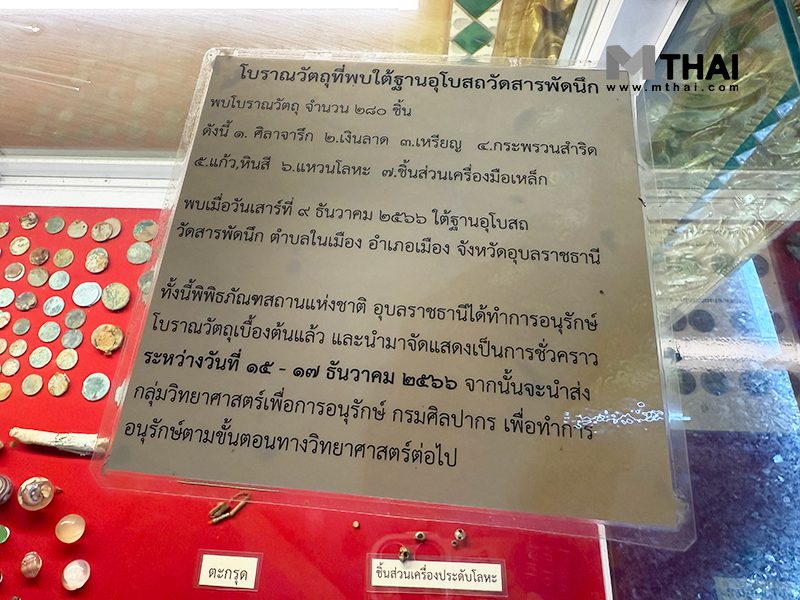 MTHAI
www.mthai.com
โบราณวัตถุที่พบใต้ฐานอุโบสถวัดสารพัดนึก
พบโบราณวัตถุ จำนวน ๒๘๐ ชิ้น
ดังนี้ ๑. ศิลาจารึก ๒.เงินลาด ๓.เหรียญ ๔.กระพรวนสำริด
๕.แก้ว,หินสี ๖.แหวนโลหะ ๗.ชิ้นส่วนเครื่องมือเหล็ก
พบเมื่อวันเสาร์ที่ ๙ ธันวาคม ๒๕๖๖ ใต้ฐานอุโบสถ
วัดสารพัดนึก ตำบลในเมือง อำเภอเมือง จังหวัดอุบลราชธานี
ทั้งนี้พิพิธภัณฑสถานแห่งชาติ อุบลราชธานีได้ทำการอนุรักษ์
โบราณวัตถุเบื้องต้นแล้ว และนำมาจัดแสดงเป็นการชั่วคราว
ระหว่างวันที่ ๑๕ - ๑๗ ธันวาคม ๒๕๖๖ จากนั้นจะนำส่ง
กลุ่มวิทยาศาสตร์เพื่อการอนุรักษ์ กรมศิลปากร เพื่อทำการ
อนุรักษ์ตามขั้นตอนทางวิทยาศาสตร์ต่อไป
ตะกรุด
ชิ้นส่วนเครื่องประดับโลหะ